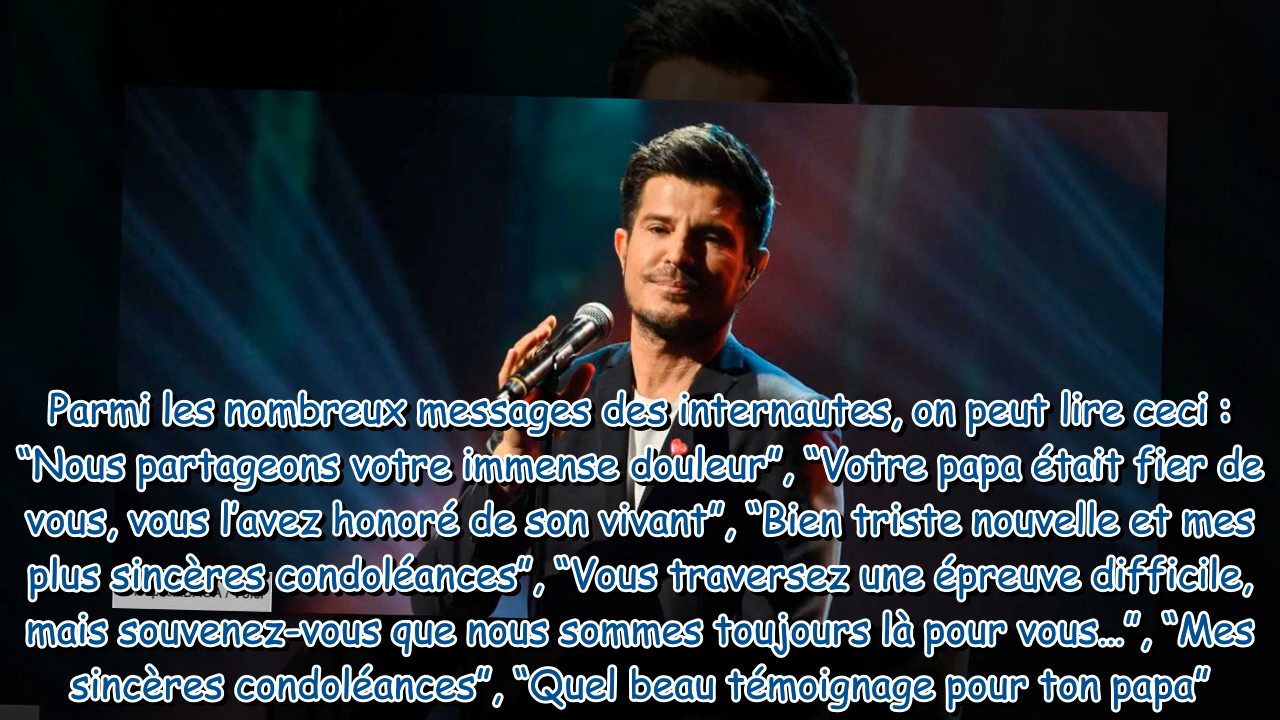 Parmi les nombreux messages des internautes, on peut lire ceci :
“Nous partageons votre immense douleur”, “Votre papa était fier de
vous, vous l’avez honoré de son vivant”, “Bien triste nouvelle et mes
plus sincères condoléances”, “Vous traversez une épreuve difficile,
mais souvenez-vous que nous sommes toujours là pour vous...”, “Mes
sincères condoléances”, “Quel beau témoignage pour ton papa”